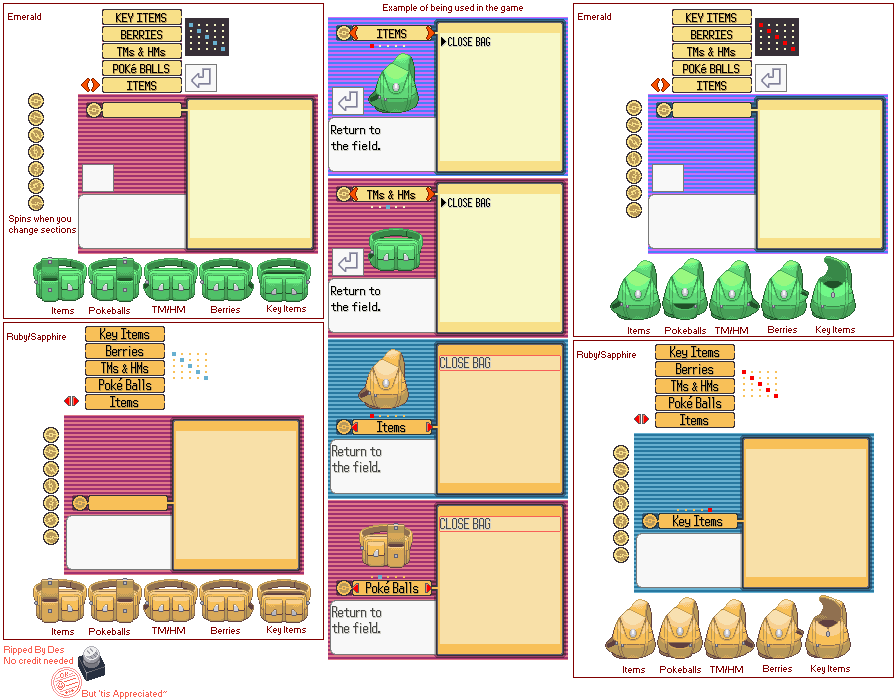 Emerald
KEY ITEMS
BERRIES
TMs & HMs
POKé BALLS
ITEMS
Spins when you
change sections
Items
Pokeballs
TM/HM
Berries
Key Items
Ruby/Sapphire
Key Items
Berries
TMs & HMs
Poké Balls
Items
Items
Pokeballs
TM/HM
Berries
Key Items
Ripped By Des
No credit needed
But 'tis Appreciated~
Example of being used in the game
ITEMS
CLOSE BAG
Return to
the field.
TMs & HMs
CLOSE BAG
Return to
the field.
CLOSE BAG
Items
Return to
the field.
CLOSE BAG
Poké Balls
Return to
the field.
Emerald
KEY ITEMS
BERRIES
TMs & HMs
POKé BALLS
ITEMS
Items
Pokeballs
TM/HM
Berries
Key Items
Ruby/Sapphire
Key Items
Berries
TMs & HMs
Poké Balls
Items
Key Items
Items
Pokeballs
TM/HM
Berries
Key Items